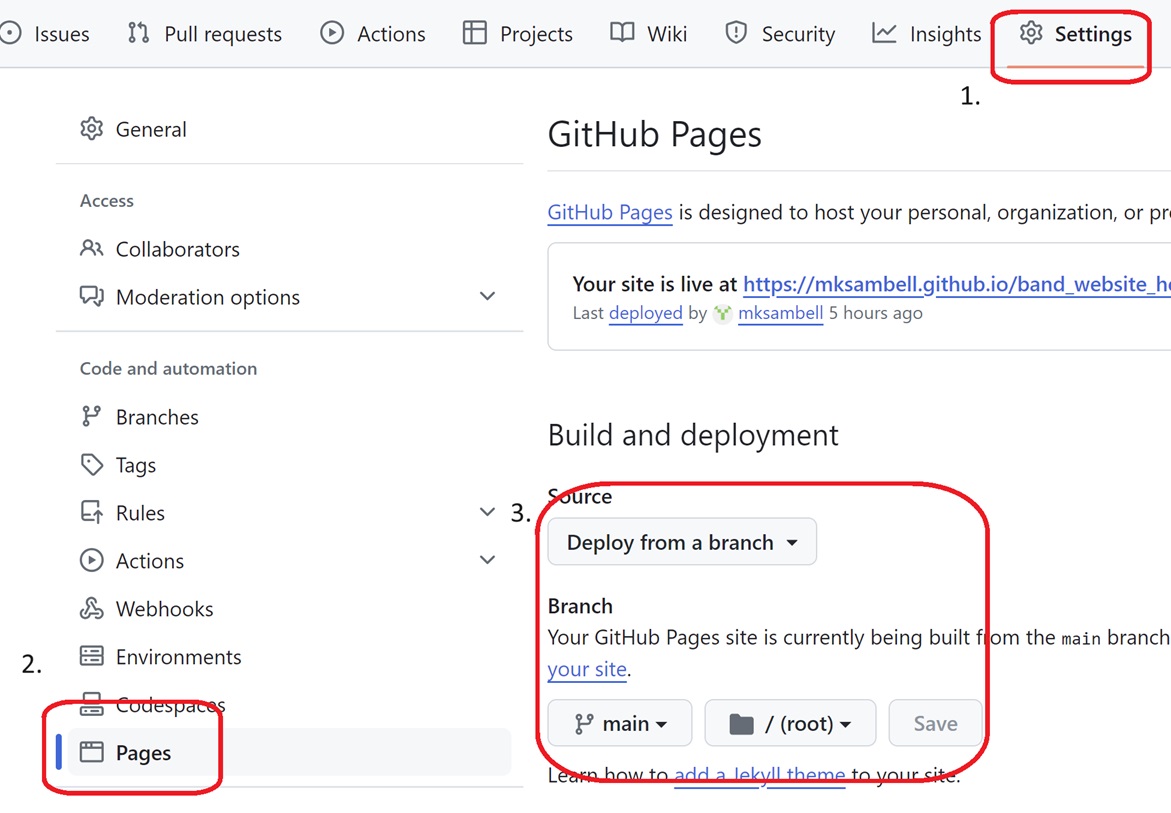 Issues Pull requests Actions Projects Wiki Security Insights Settings
1.
General
Access
Collaborators
Moderation options
Code and automation
Branches
Tags
Rules
Actions
Webhooks
Environments
Codespaces
2.
Pages
GitHub Pages
GitHub Pages is designed to host your personal, organization, or
Your site is live at https://mksambell.github.io/band_website_h
Last deployed by mksambell 5 hours ago
Build and deployment
3.
Source
Deploy from a branch
Branch
Your GitHub Pages site is currently being built from the main branch
your site.
main / (root) Save
Learn how to add a Jekyll theme to your site.